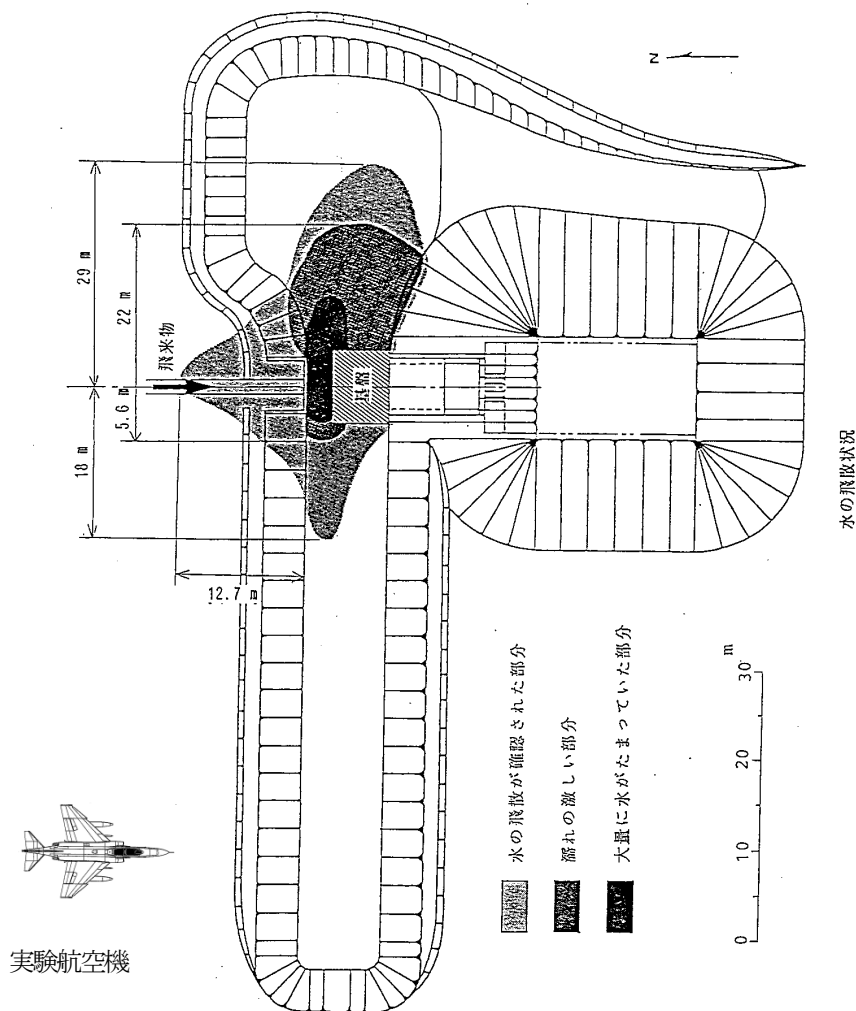 N
29 m
22 m
飛来物
5.6 m
18 m
12.7 m
基盤
水の飛散が確認された部分
濡れの激しい部分
大量に水がたまっていた部分
0 10 20 30 m
水の飛散状況
実験航空機